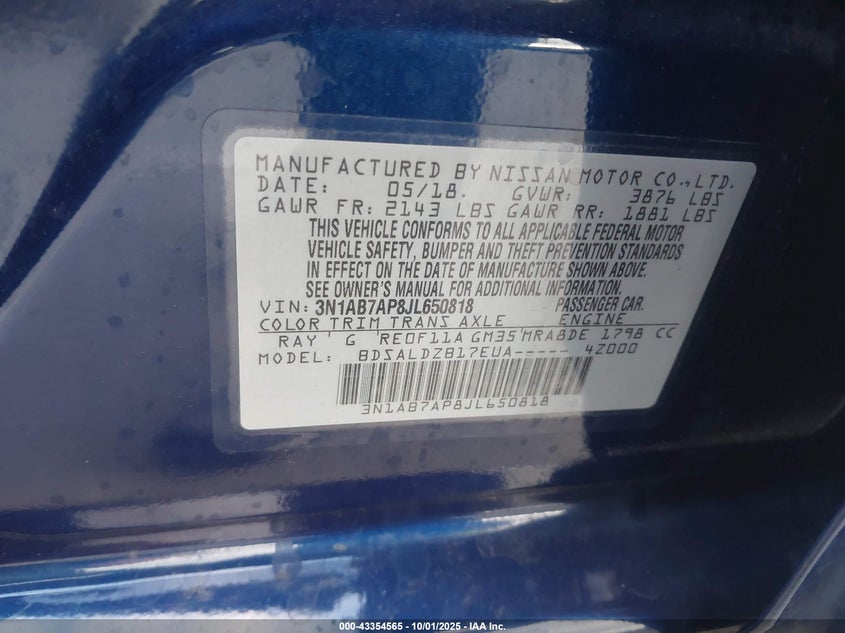 MANUFACTURED BY NISSAN MOTOR CO.,LTD.
DATE: 05/18. GVWR: 3876 LBS
GAWR FR: 2143 LBS GAWR RR: 1881 LBS
THIS VEHICLE CONFORMS TO ALL APPLICABLE FEDERAL MOTOR
VEHICLE SAFETY, BUMPER AND THEFT PREVENTION STANDARDS
IN EFFECT ON THE DATE OF MANUFACTURE SHOWN ABOVE.
SEE OWNER'S MANUAL FOR ADDITIONAL INFORMATION.
VIN: 3N1AB7AP8JL650818 PASSENGER CAR.
COLOR TRIM TRANS AXLE ENGINE
RAY G RE0F11A GM35 MRA8DE 1798 CC
MODEL: BDSALDZB17EUA----- 4Z000
3N1AB7AP8JL650818
000-43354565 - 10/01/2025 - IAA Inc.